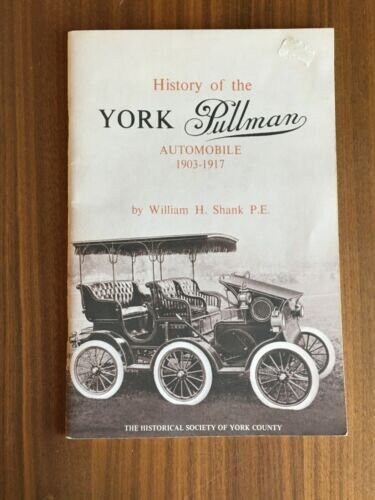 History of the
YORK Pullman
AUTOMOBILE
1903-1917
by William H. Shank P.E.
THE HISTORICAL SOCIETY OF YORK COUNTY